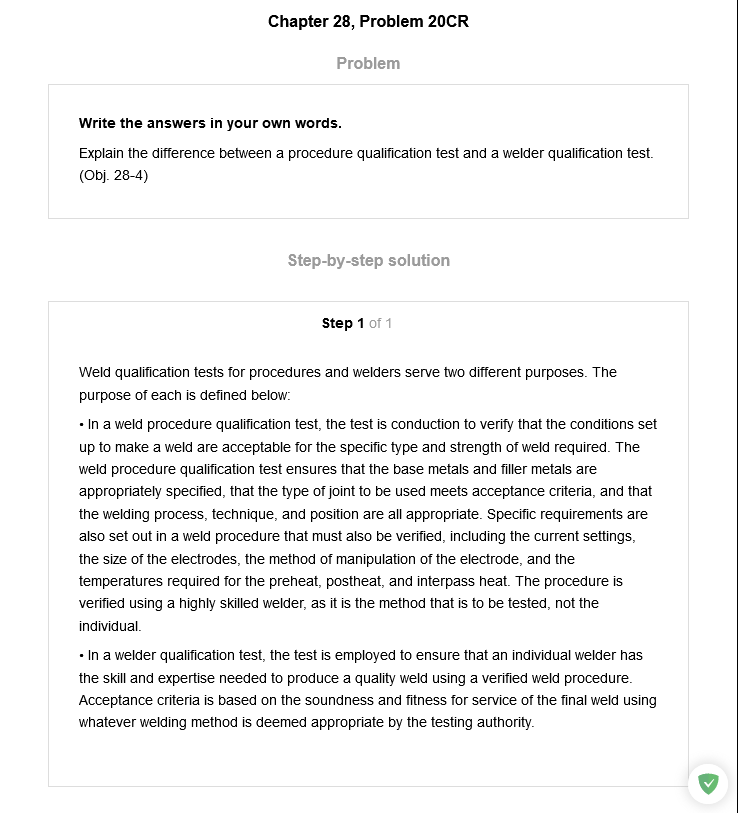 Chapter 28, Problem 20CR
Problem
Write the answers in your own words.
Explain the difference between a procedure qualification test and a welder qualification test.
(Obj. 28-4)
Step-by-step solution
Step 1 of 1
Weld qualification tests for procedures and welders serve two different purposes. The
purpose of each is defined below:
• In a weld procedure qualification test, the test is conduction to verify that the conditions set
up to make a weld are acceptable for the specific type and strength of weld required. The
weld procedure qualification test ensures that the base metals and filler metals are
appropriately specified, that the type of joint to be used meets acceptance criteria, and that
the welding process, technique, and position are all appropriate. Specific requirements are
also set out in a weld procedure that must also be verified, including the current settings,
the size of the electrodes, the method of manipulation of the electrode, and the
temperatures required for the preheat, postheat, and interpass heat. The procedure is
verified using a highly skilled welder, as it is the method that is to be tested, not the
individual.
• In a welder qualification test, the test is employed to ensure that an individual welder has
the skill and expertise needed to produce a quality weld using a verified weld procedure.
Acceptance criteria is based on the soundness and fitness for service of the final weld using
whatever welding method is deemed appropriate by the testing authority.